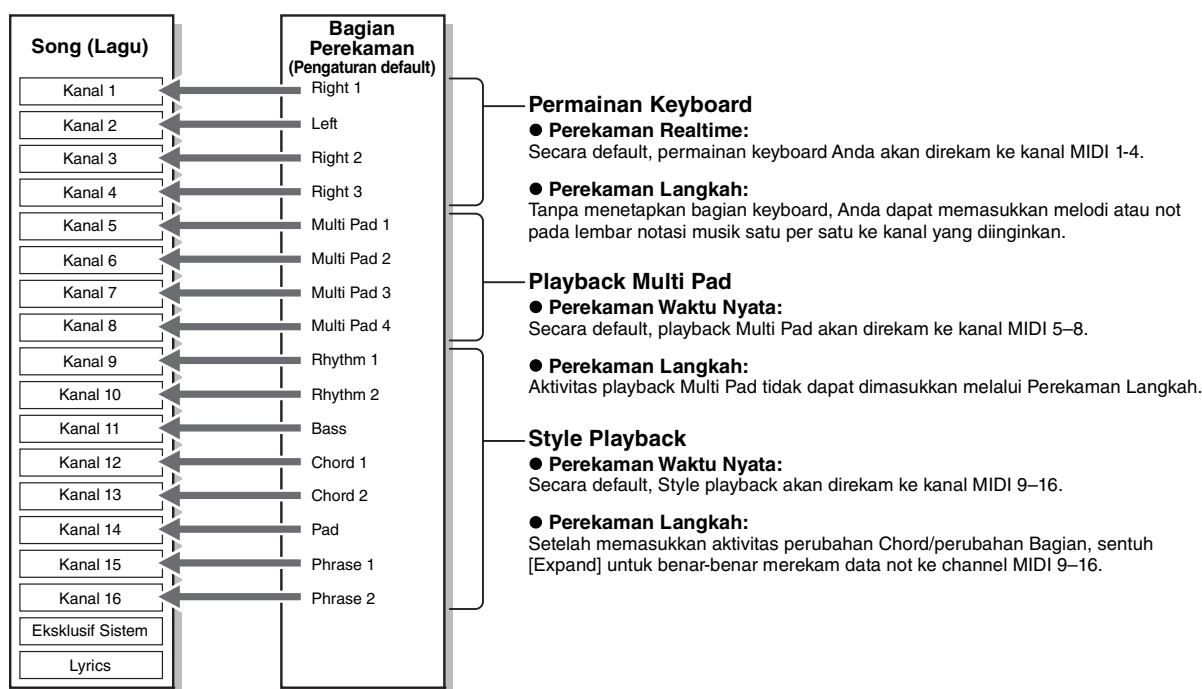 Song (Lagu)
Kanal 1
Kanal 2
Kanal 3
Kanal 4
Kanal 5
Kanal 6
Kanal 7
Kanal 8
Kanal 9
Kanal 10
Kanal 11
Kanal 12
Kanal 13
Kanal 14
Kanal 15
Kanal 16
Eksklusif Sistem
Lyrics
Bagian
Perekaman
(Pengaturan default)
Right 1
Left
Right 2
Right 3
Multi Pad 1
Multi Pad 2
Multi Pad 3
Multi Pad 4
Rhythm 1
Rhythm 2
Bass
Chord 1
Chord 2
Pad
Phrase 1
Phrase 2
Permainan Keyboard
● Perekaman Realtime:
Secara default, permainan keyboard Anda akan direkam ke kanal MIDI 1-4.
● Perekaman Langkah:
Tanpa menetapkan bagian keyboard, Anda dapat memasukkan melodi atau not
pada lembar notasi musik satu per satu ke kanal yang diinginkan.
Playback Multi Pad
● Perekaman Waktu Nyata:
Secara default, playback Multi Pad akan direkam ke kanal MIDI 5–8.
● Perekaman Langkah:
Aktivitas playback Multi Pad tidak dapat dimasukkan melalui Perekaman Langkah.
Style Playback
● Perekaman Waktu Nyata:
Secara default, Style playback akan direkam ke kanal MIDI 9–16.
● Perekaman Langkah:
Setelah memasukkan aktivitas perubahan Chord/perubahan Bagian, sentuh
[Expand] untuk benar-benar merekam data not ke channel MIDI 9–16.